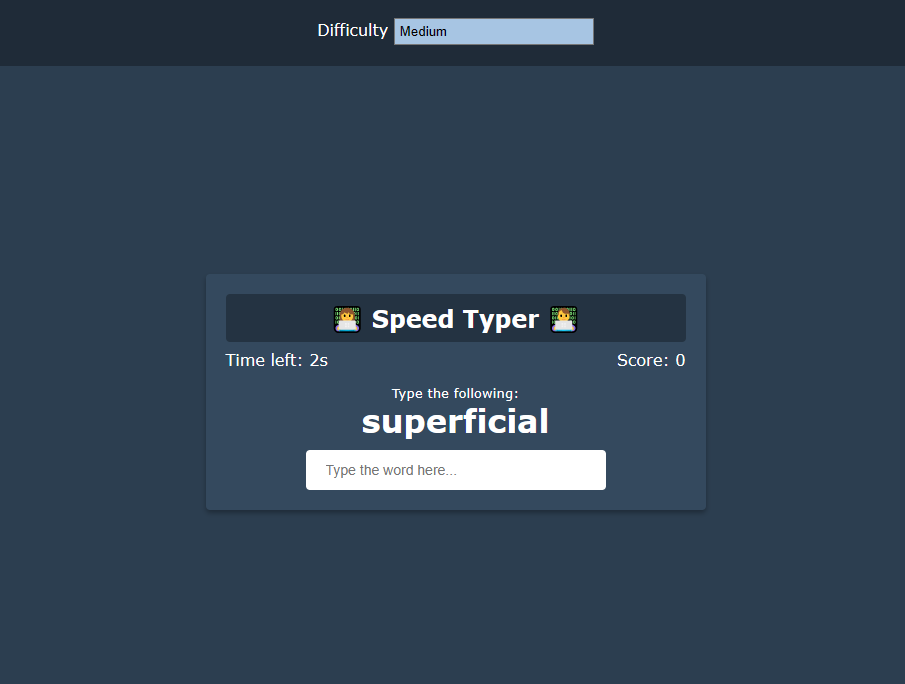 Difficulty Medium
Speed Typer
Time left: 2s Score: 0
Type the following:
superficial
Type the word here...